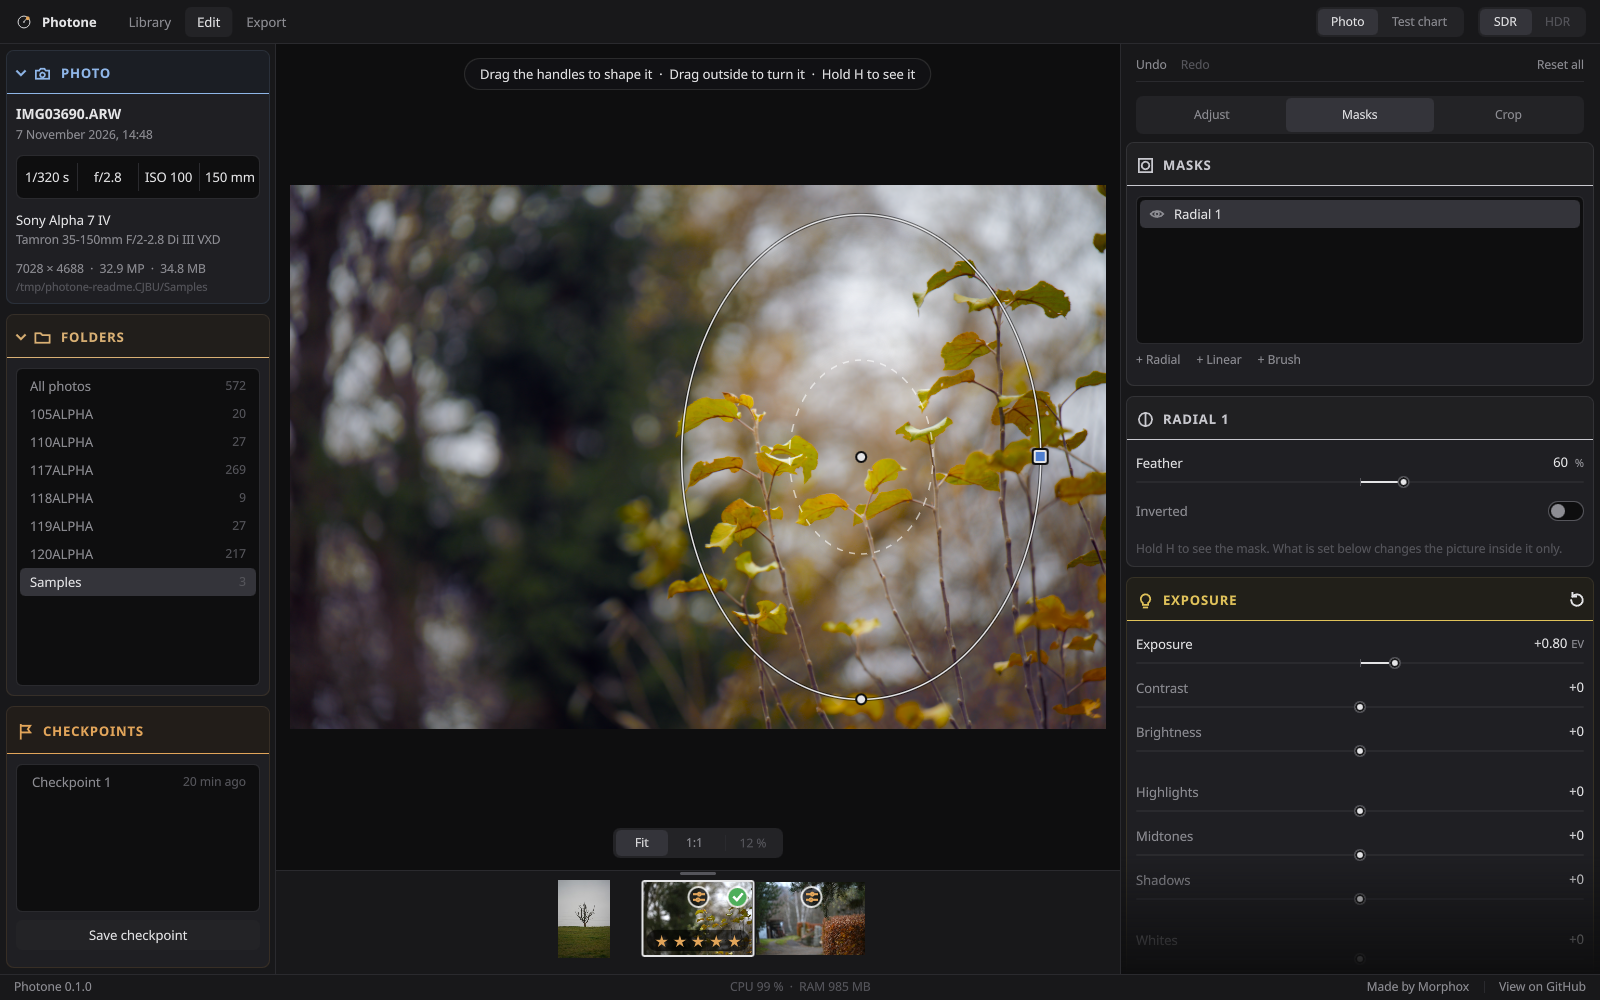 Photone Library Edit Export
Photo Test chart SDR HDR
PHOTO
IMG03690.ARW
7 November 2026, 14:48
1/320 s f/2.8 ISO 100 150 mm
Sony Alpha 7 IV
Tamron 35-150mm F/2-2.8 Di III VXD
7028 × 4688 · 32.9 MP · 34.8 MB
/tmp/photone-readme.CJBU/Samples
FOLDERS
All photos 572
105ALPHA 20
110ALPHA 27
117ALPHA 269
118ALPHA 9
119ALPHA 27
120ALPHA 217
Samples 3
CHECKPOINTS
Checkpoint 1 20 min ago
Save checkpoint
Drag the handles to shape it · Drag outside to turn it · Hold H to see it
Fit 1:1 12 %
Undo Redo Reset all
Adjust Masks Crop
MASKS
Radial 1
+ Radial + Linear + Brush
RADIAL 1
Feather 60 %
Inverted
Hold H to see the mask. What is set below changes the picture inside it only.
EXPOSURE
Exposure +0.80 EV
Contrast +0
Brightness +0
Highlights +0
Midtones +0
Shadows +0
Whites +0
Photone 0.1.0
CPU 99 % · RAM 985 MB
Made by Morphox View on GitHub